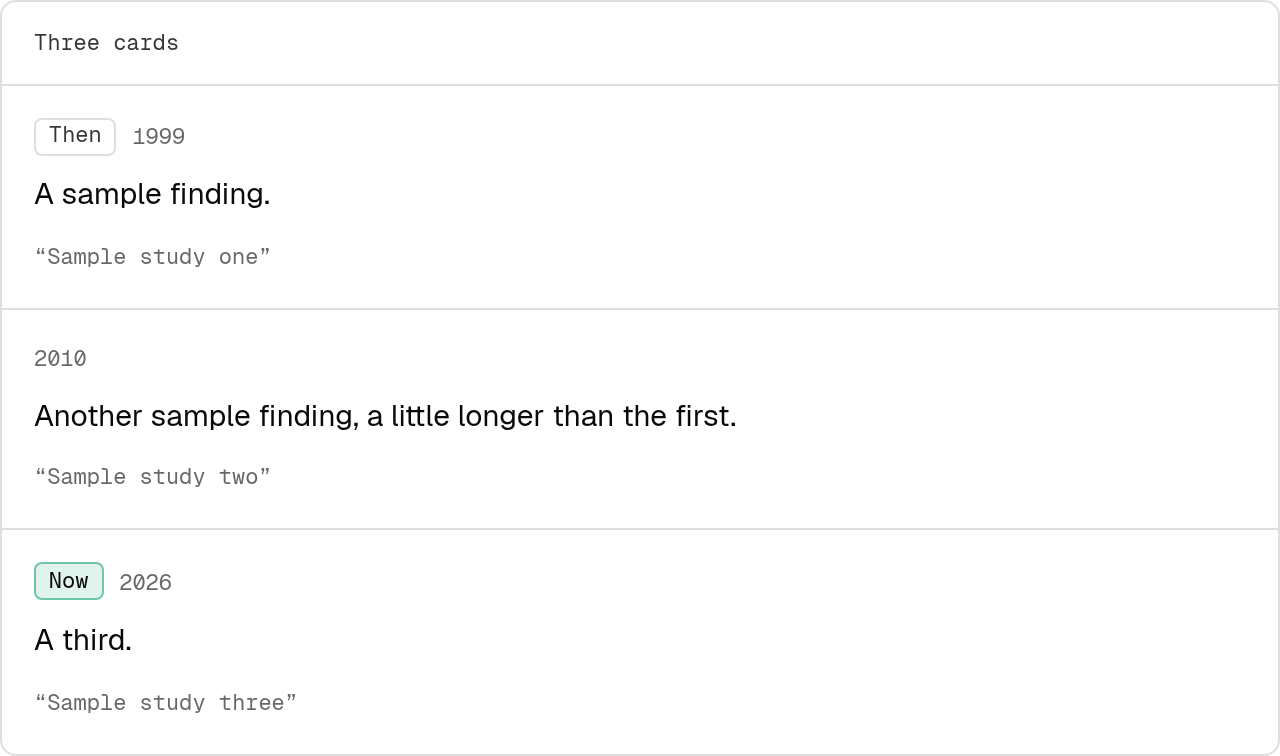 Three cards
Then 1999
A sample finding.
“Sample study one”
2010
Another sample finding, a little longer than the first.
“Sample study two”
Now 2026
A third.
“Sample study three”